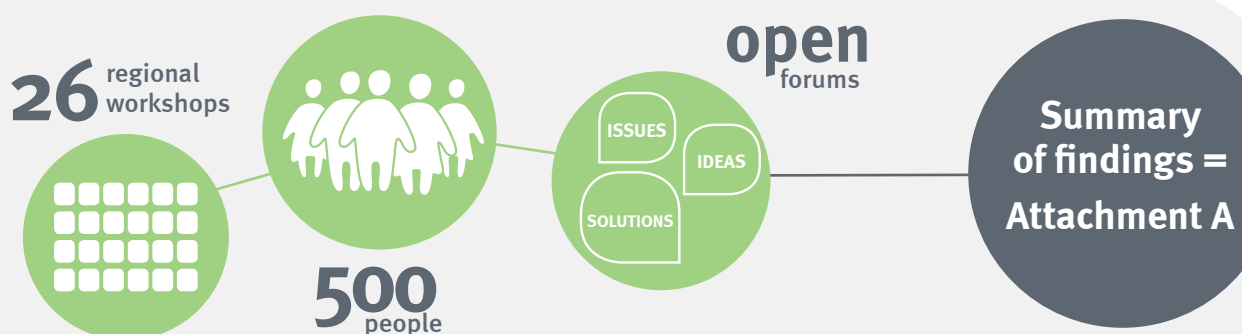 26 regional
workshops
500
people
open
forums
ISSUES
IDEAS
SOLUTIONS
Summary
of findings =
Attachment A